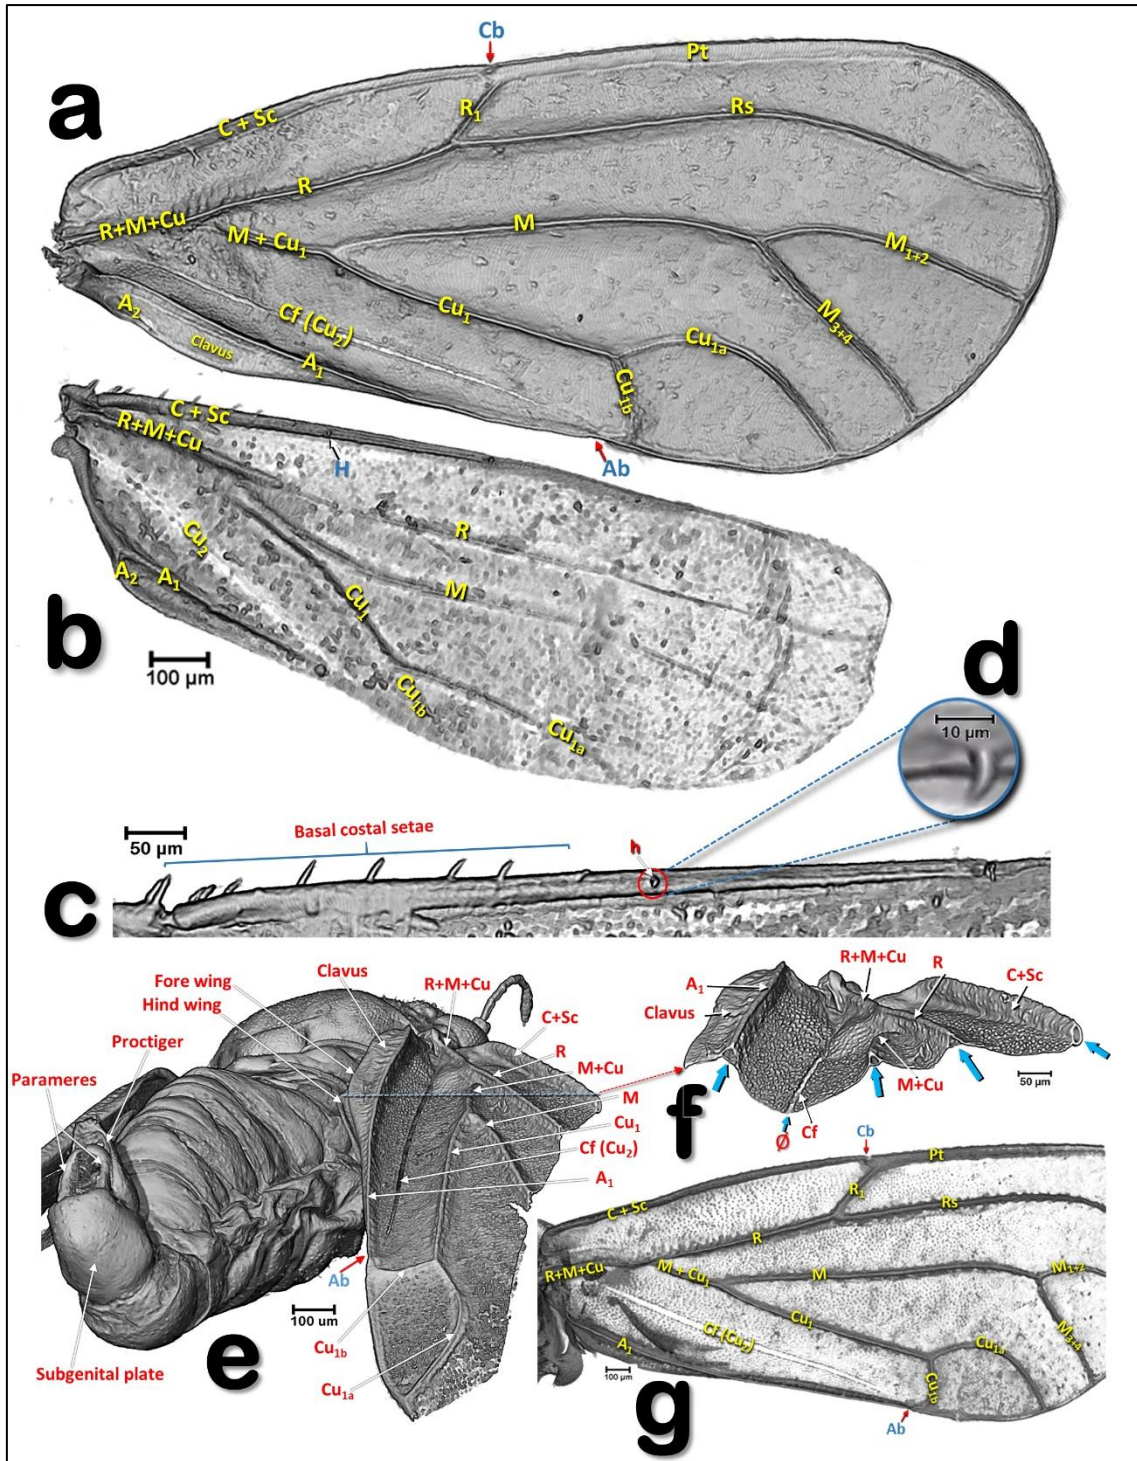 a
Cb
Pt
C + Sc
R₁
Rs
R
R+M+Cu
M + Cu₁
M
M₁₊₂
A₂
Cf (Cu₂)
Cu₁
M₃₊₄
Clavus
A₁
Cu₁ₐ
Cu₁b
Ab
b
C + Sc
R+M+Cu
H
R
Cu₂
M
A₂
A₁
Cu₁
Cu₁b
Cu₁ₐ
100 µm
d
10 µm
c
50 µm
Basal costal setae
h
e
Clavus
Fore wing
R+M+Cu
Hind wing
C+Sc
Proctiger
R
Parameres
M+Cu
M
Cu₁
Cf (Cu₂)
A₁
Ab
100 um
Cu₁b
Subgenital plate
Cu₁ₐ
f
R+M+Cu
R
A₁
C+Sc
Clavus
M+Cu
50 µm
Ø
Cf
g
Cb
Pt
C + Sc
R₁
Rs
R
R+M+Cu
M + Cu₁
M
M₁₊₂
Cf (Cu₂)
Cu₁
M₃₊₄
A₁
Cu₁ₐ
Cu₁b
100 µm
Ab